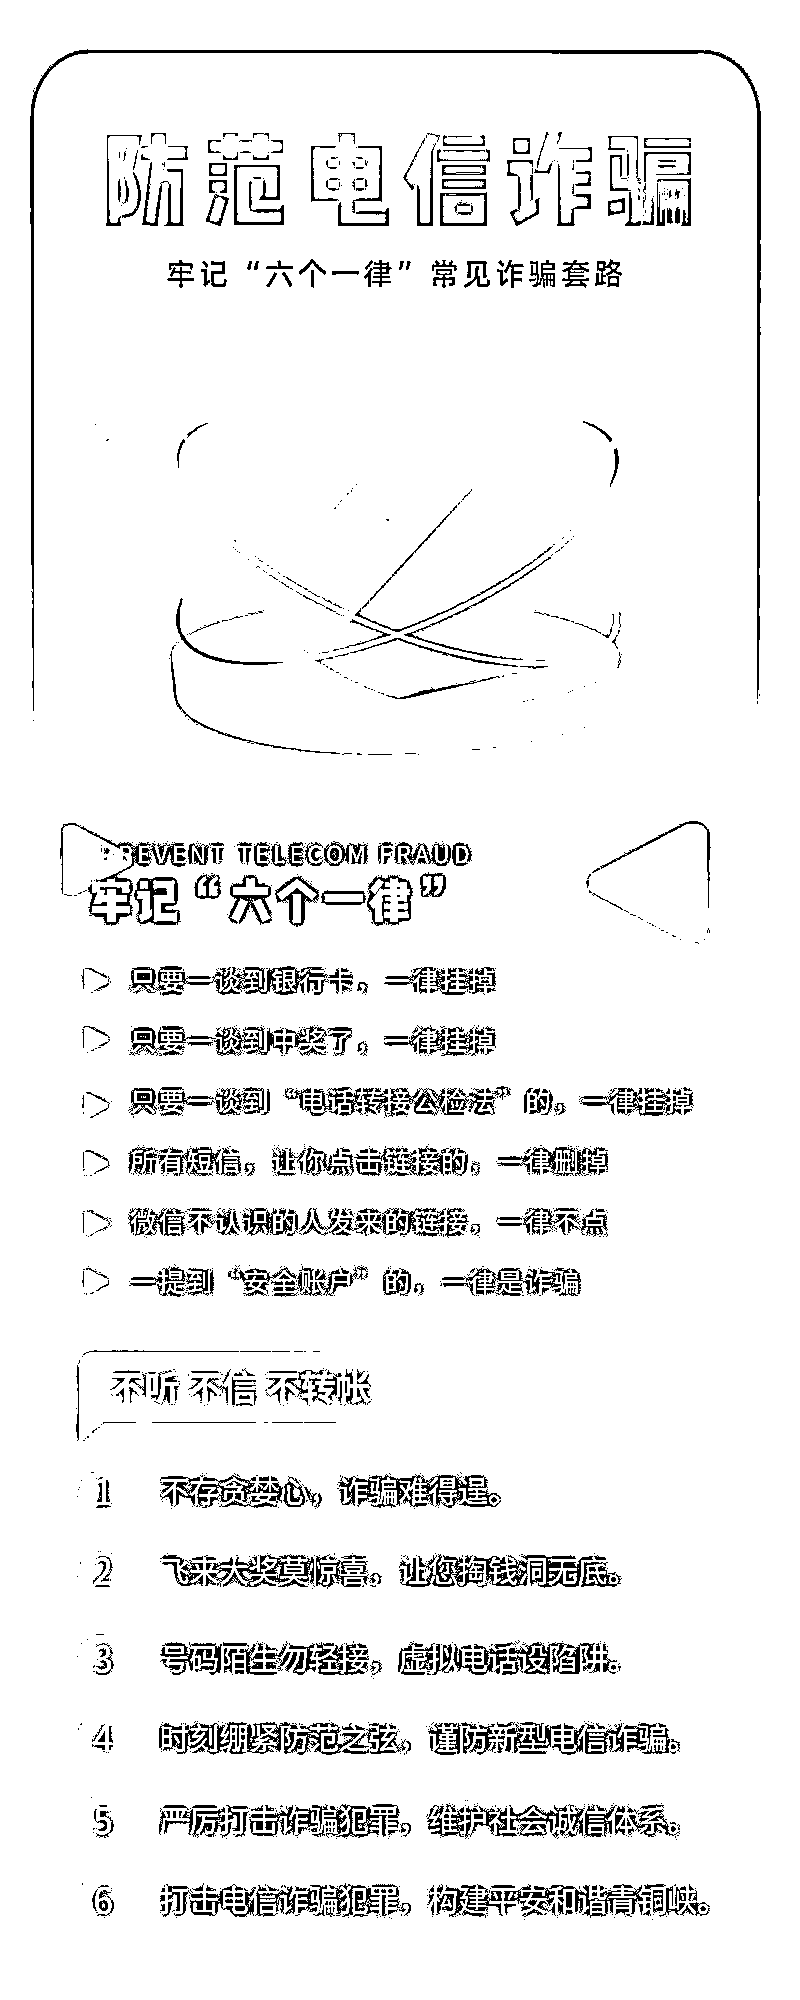 防范电信诈骗
牢记“六个一律”常见诈骗套路
PREVENT TELECOM FRAUD
牢记“六个一律”
只要一谈到银行卡，一律挂掉
只要一谈到中奖了，一律挂掉
只要一谈到“电话转接公检法”的，一律挂掉
所有短信，让你点击链接的，一律删掉
微信不认识的人发来的链接，一律不点
一提到“安全账户”的，一律是诈骗
不听 不信 不转帐
1 不存贪婪心，诈骗难得逞。
2 飞来大奖莫惊喜，让您掏钱洞无底。
3 号码陌生勿轻接，虚拟电话设陷阱。
4 时刻绷紧防范之弦，谨防新型电信诈骗。
5 严厉打击诈骗犯罪，维护社会诚信体系。
6 打击电信诈骗犯罪，构建平安和谐青铜峡。